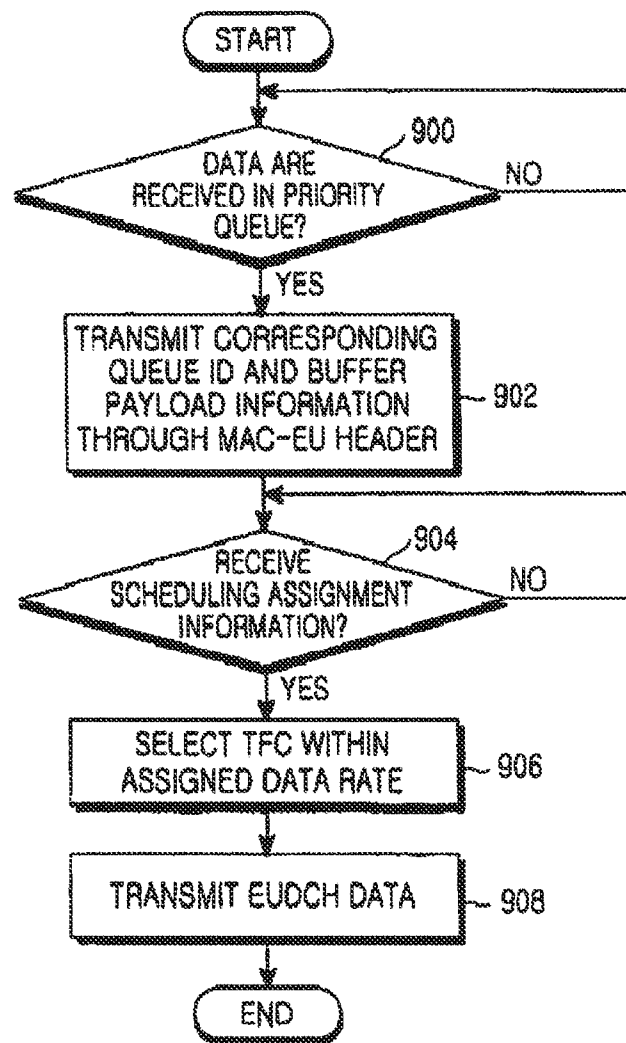 START
900
DATA ARE
RECEIVED IN PRIORITY
QUEUE?
NO
YES
TRANSMIT CORRESPONDING
QUEUE ID AND BUFFER
PAYLOAD INFORMATION
THROUGH MAC-EU HEADER
902
904
RECEIVE
SCHEDULING ASSIGNMENT
INFORMATION?
NO
YES
SELECT TFC WITHIN
ASSIGNED DATA RATE
906
TRANSMIT EUDCH DATA
908
END